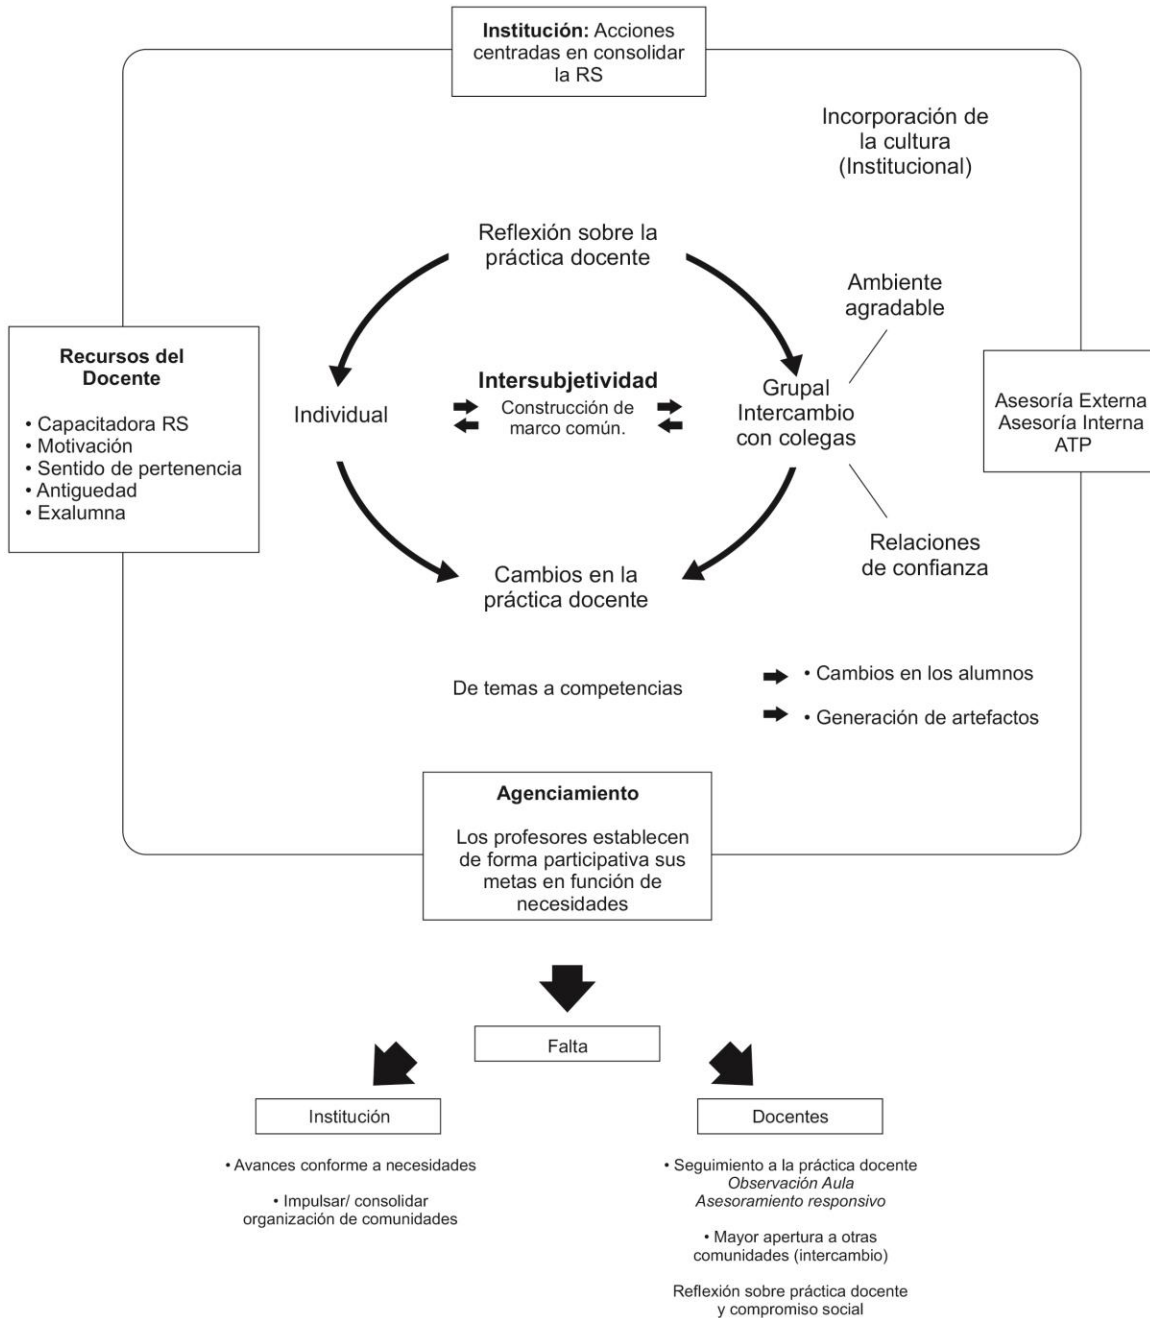 Institución: Acciones
centradas en consolidar
la RS
Incorporación de
la cultura
(Institucional)
Reflexión sobre la
práctica docente
Ambiente
agradable
Recursos del
Docente
• Capacitadora RS
• Motivación
• Sentido de pertenencia
• Antiguedad
• Exalumna
Individual
Intersubjetividad
Construcción de
marco común.
Grupal
Intercambio
con colegas
Asesoría Externa
Asesoría Interna
ATP
Relaciones
de confianza
Cambios en la
práctica docente
De temas a competencias
• Cambios en los alumnos
• Generación de artefactos
Agenciamiento
Los profesores establecen
de forma participativa sus
metas en función de
necesidades
Falta
Institución
• Avances conforme a necesidades
• Impulsar/ consolidar
organización de comunidades
Docentes
• Seguimiento a la práctica docente
Observación Aula
Asesoramiento responsivo
• Mayor apertura a otras
comunidades (intercambio)
Reflexión sobre práctica docente
y compromiso social